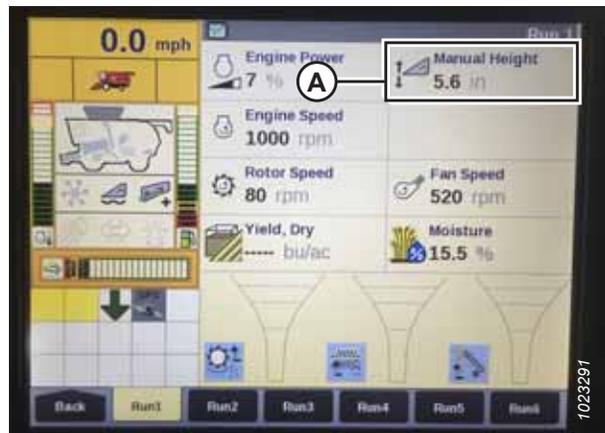 0.0 mph
Run 1
Engine Power
7 %
A
Manual Height
5.6 in
Engine Speed
1000 rpm
Rotor Speed
80 rpm
Fan Speed
520 rpm
Yield, Dry
----- bu/ac
Moisture
15.5 %
Back
Run1
Run2
Run3
Run4
Run5
Run6
1023291